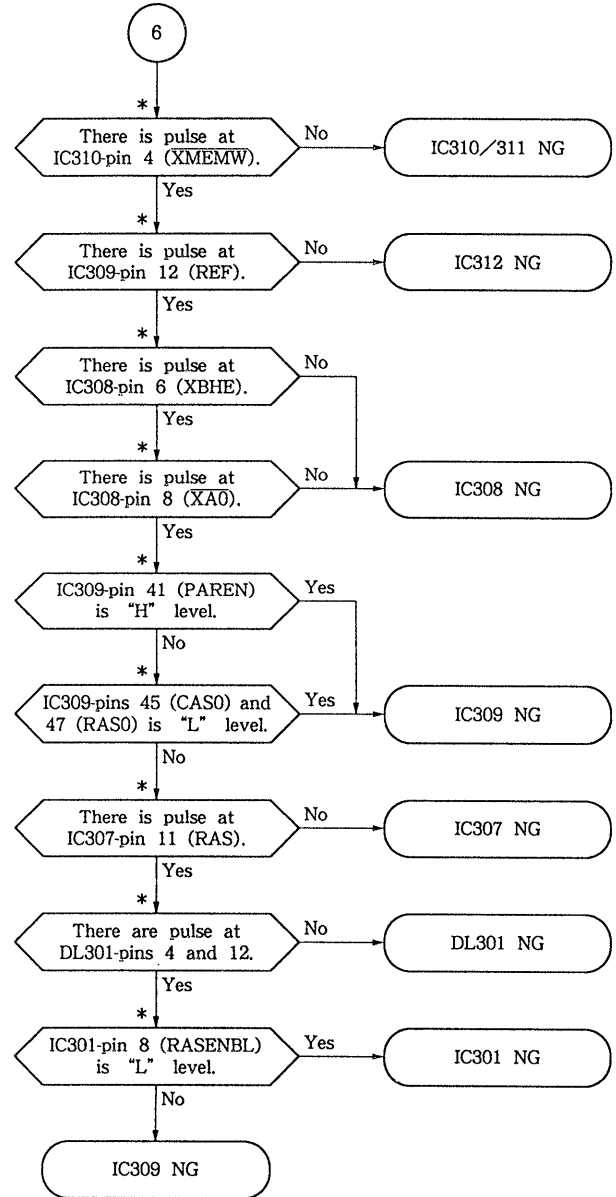 6
*
There is pulse at
IC310-pin 4 (XMEMW).
No
IC310/311 NG
Yes
*
There is pulse at
IC309-pin 12 (REF).
No
IC312 NG
Yes
*
There is pulse at
IC308-pin 6 (XBHE).
No
Yes
*
There is pulse at
IC308-pin 8 (XA0).
No
IC308 NG
Yes
*
IC309-pin 41 (PAREN)
is “H” level.
Yes
No
*
IC309-pins 45 (CAS0) and
47 (RAS0) is “L” level.
Yes
IC309 NG
No
*
There is pulse at
IC307-pin 11 (RAS).
No
IC307 NG
Yes
*
There are pulse at
DL301-pins 4 and 12.
No
DL301 NG
Yes
*
IC301-pin 8 (RASENBL)
is “L” level.
Yes
IC301 NG
No
IC309 NG